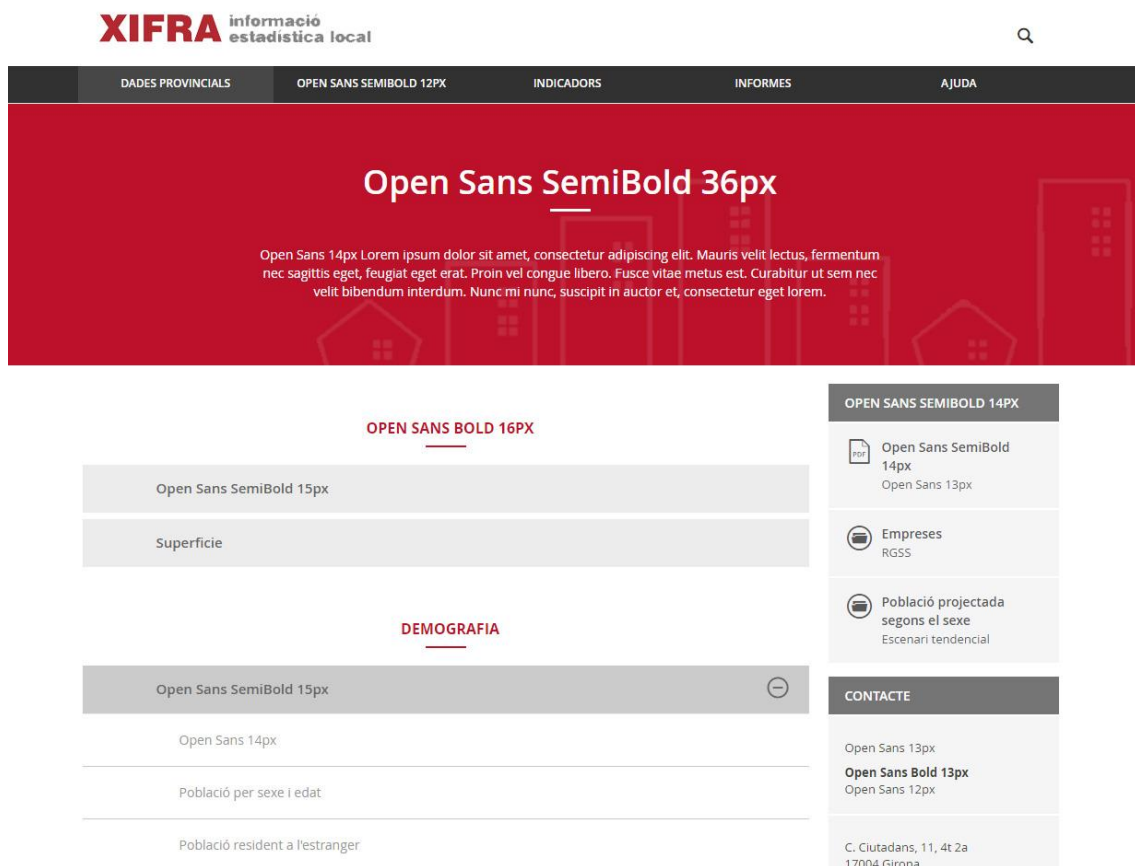 XIFRA informació
estadística local
DADES PROVINCIALS
OPEN SANS SEMIBOLD 12PX
INDICADORS
INFORMES
AJUDA
Open Sans SemiBold 36px
Open Sans 14px Lorem ipsum dolor sit amet, consectetur adipiscing elit. Mauris velit lectus, fermentum
nec sagittis eget, feugiat eget erat. Proin vel congue libero. Fusce vitae metus est. Curabitur ut sem nec
velit bibendum interdum. Nunc mi nunc, suscipit in auctor et, consectetur eget lorem.
OPEN SANS BOLD 16PX
Open Sans SemiBold 15px
Superficie
DEMOGRAFIA
Open Sans SemiBold 15px
Open Sans 14px
Població per sexe i edat
Població resident a l'estranger
OPEN SANS SEMIBOLD 14PX
PDF
Open Sans SemiBold
14px
Open Sans 13px
Empreses
RGSS
Població projectada
segons el sexe
Escenari tendencial
CONTACTE
Open Sans 13px
Open Sans Bold 13px
Open Sans 12px
C. Ciutadans, 11, 4t 2a
17004 Girona